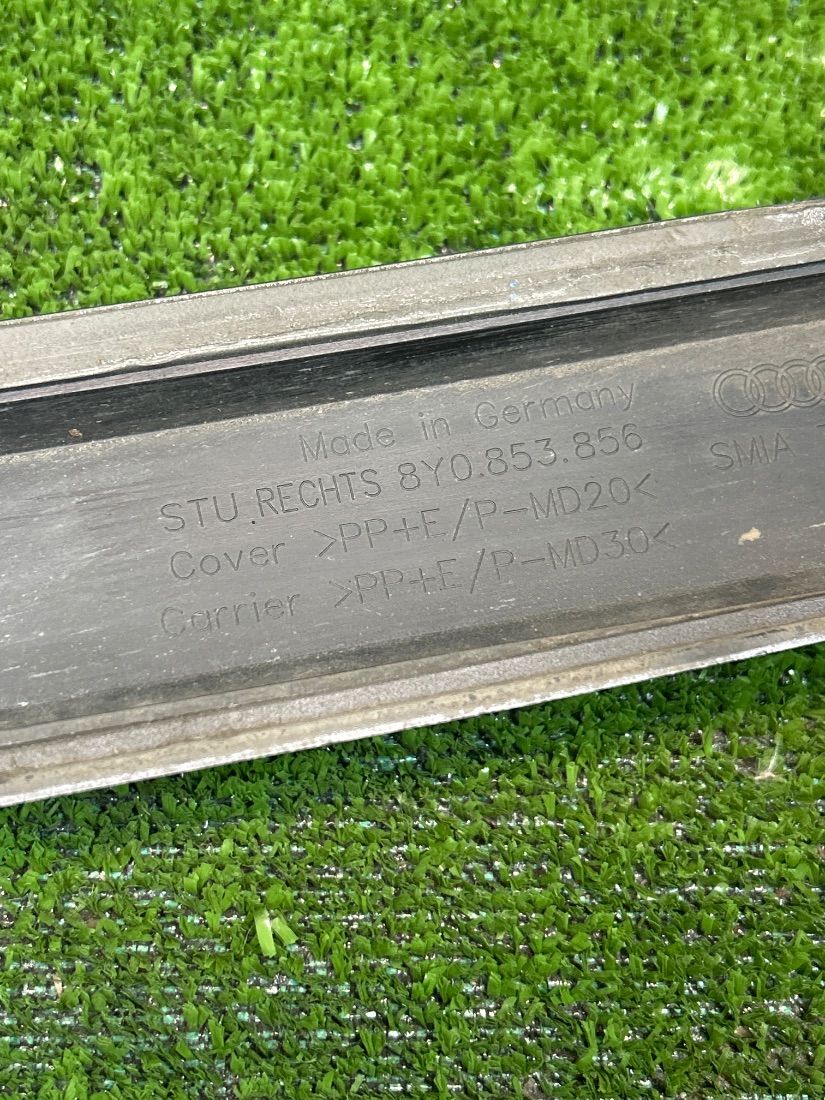 Made in Germany
STU.RECHTS 8Y0.853.856
Cover >PP+E/P-MD20<
Carrier >PP+E/P-MD30<
SMIA